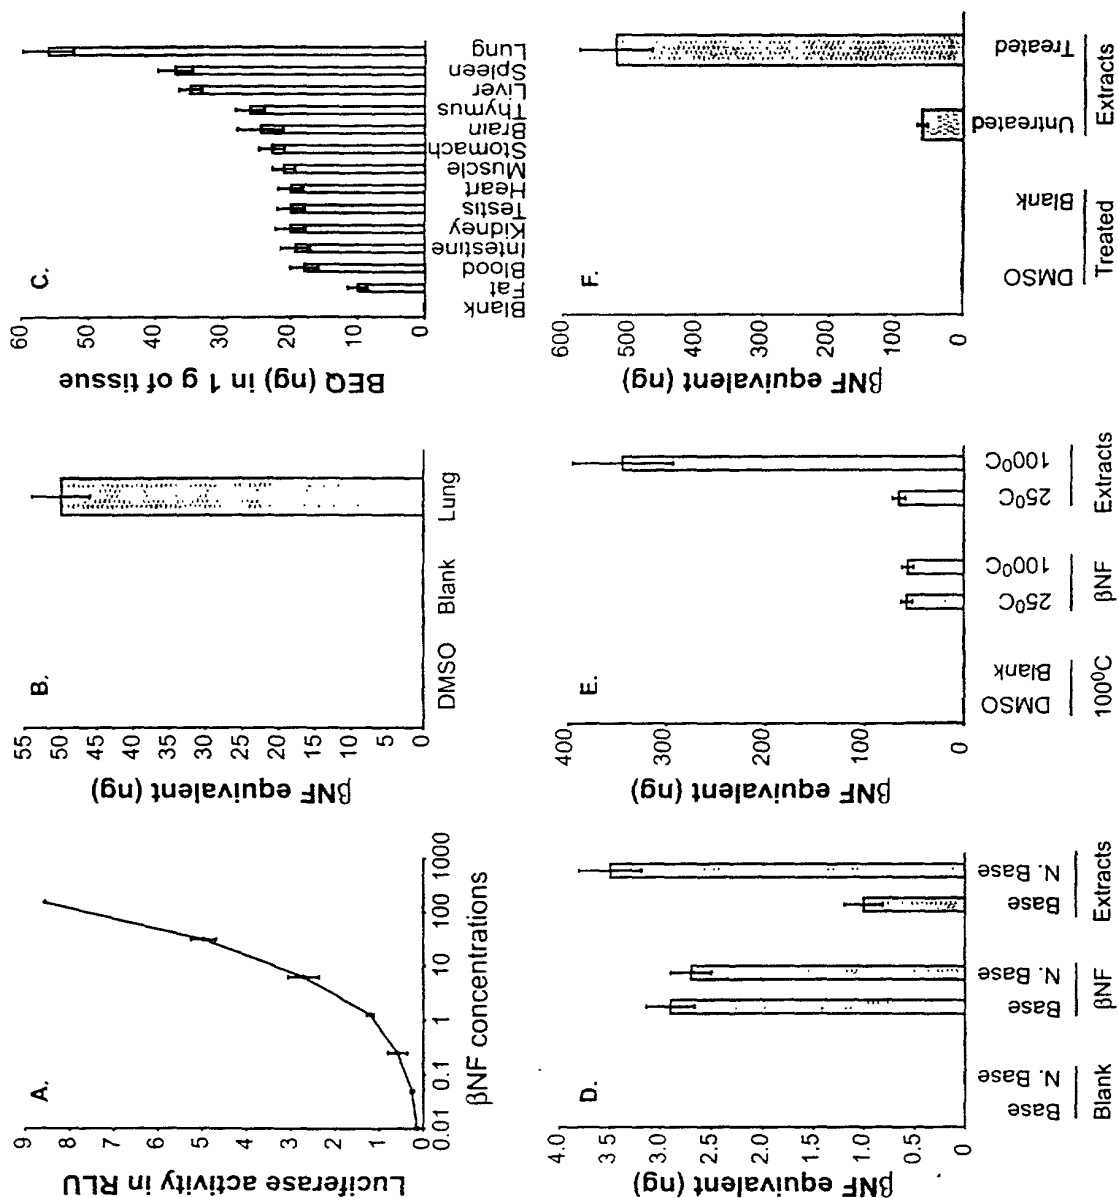 A.
Luciferase activity in RLU
9
8
7
6
5
4
3
2
1
0
0.01
0.1
1
10
100
1000
βNF concentrations
B.
βNF equivalent (ng)
55
50
45
40
35
30
25
20
15
10
5
0
DMSO
Blank
Lung
C.
BEQ (ng) in 1 g of tissue
60
50
40
30
20
10
0
Blank
Fat
Blood
Intestine
Kidney
Testis
Heart
Muscle
Stomach
Brain
Thymus
Liver
Spleen
Lung
D.
βNF equivalent (ng)
4.0
3.0
2.5
2.0
1.5
1.0
0.5
0
Base
N. Base
Base
N. Base
Base
N. Base
Blank
βNF
Extracts
E.
βNF equivalent (ng)
400
300
200
100
0
DMSO
Blank
25⁰C
100⁰C
25⁰C
100⁰C
100⁰C
βNF
Extracts
F.
βNF equivalent (ng)
600
500
400
300
200
100
0
DMSO
Blank
Untreated
Treated
Treated
Extracts